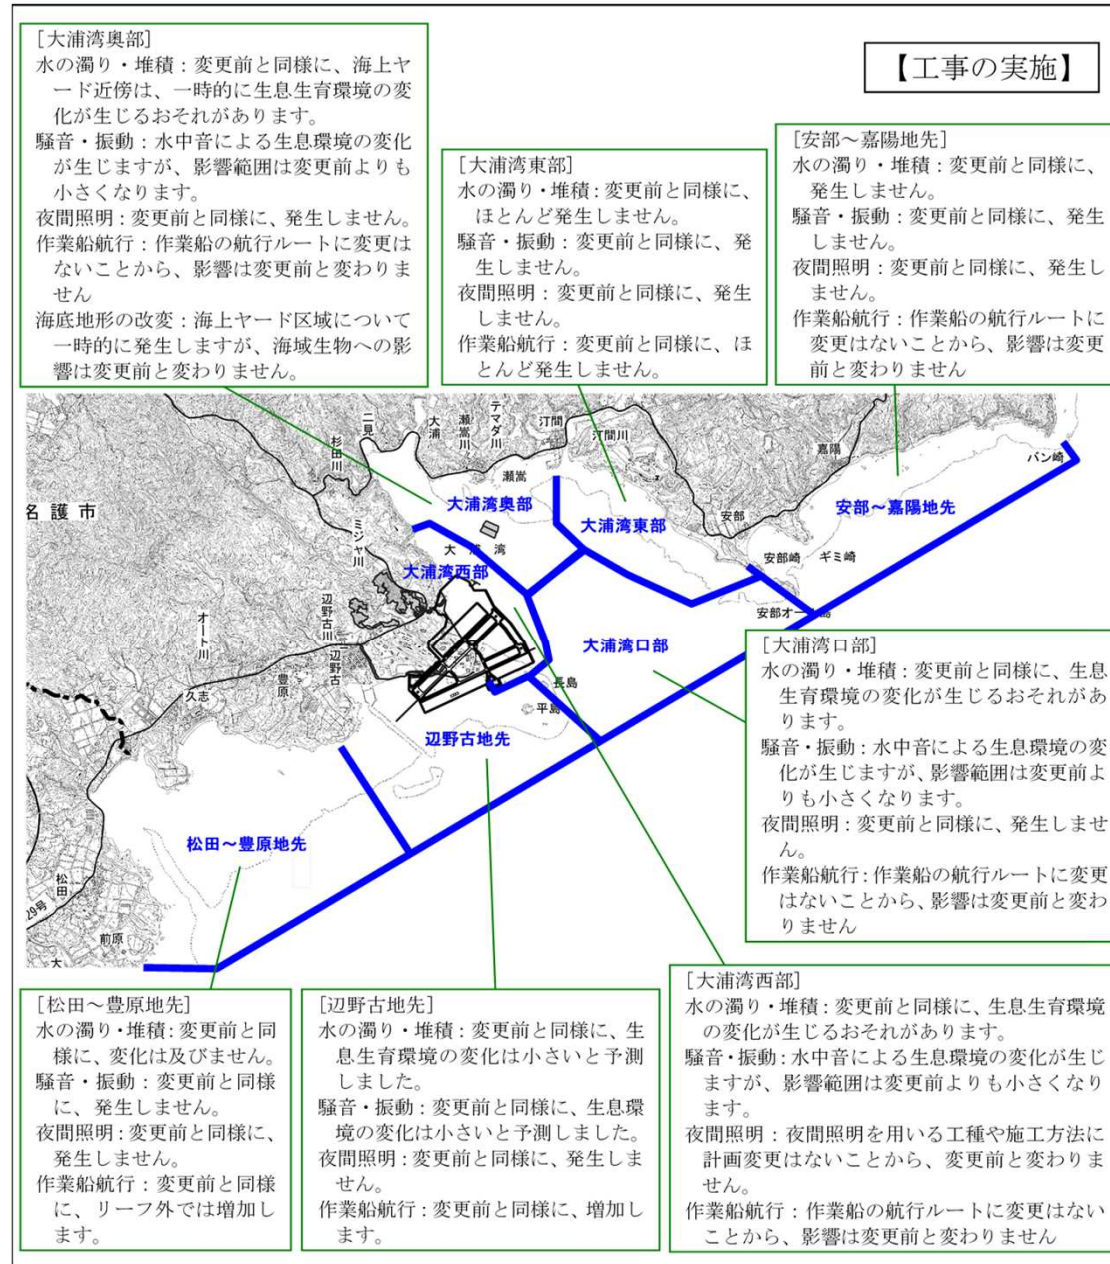 【工事の実施】
[大浦湾奥部]
水の濁り・堆積：変更前と同様に、海上ヤ
ード近傍は、一時的に生息生育環境の変
化が生じるおそれがあります。
騒音・振動：水中音による生息環境の変化
が生じますが、影響範囲は変更前よりも
小さくなります。
夜間照明：変更前と同様に、発生しません。
作業船航行：作業船の航行ルートに変更は
ないことから、影響は変更前と変わりま
せん
海底地形の改変：海上ヤード区域について
一時的に発生しますが、海域生物への影
響は変更前と変わりません。
[大浦湾東部]
水の濁り・堆積：変更前と同様に、
ほとんど発生しません。
騒音・振動：変更前と同様に、発
生しません。
夜間照明：変更前と同様に、発生
しません。
作業船航行：変更前と同様に、ほ
とんど発生しません。
[安部～嘉陽地先]
水の濁り・堆積：変更前と同様に、
発生しません。
騒音・振動：変更前と同様に、発生
しません。
夜間照明：変更前と同様に、発生し
ません。
作業船航行：作業船の航行ルートに
変更はないことから、影響は変更
前と変わりません
二見
杉田川
大浦
瀬嵩川
テマダ川
汀間
汀間川
嘉陽
バン崎
瀬嵩
名護市
大浦湾奥部
大浦湾東部
安部～嘉陽地先
安部
ミジャ川
大浦湾
大浦湾西部
安部崎
ギミ崎
辺野古川
辺野古
オート川
豊原
久志
安部オール島
大浦湾口部
長島
平島
辺野古地先
松田～豊原地先
松田
29号
前原
大
[大浦湾口部]
水の濁り・堆積：変更前と同様に、生息
生育環境の変化が生じるおそれがあ
ります。
騒音・振動：水中音による生息環境の変
化が生じますが、影響範囲は変更前よ
りも小さくなります。
夜間照明：変更前と同様に、発生しませ
ん。
作業船航行：作業船の航行ルートに変更
はないことから、影響は変更前と変わ
りません
[松田～豊原地先]
水の濁り・堆積：変更前と同
様に、変化は及びません。
騒音・振動：変更前と同様
に、発生しません。
夜間照明：変更前と同様に、
発生しません。
作業船航行：変更前と同様
に、リーフ外では増加し
ます。
[辺野古地先]
水の濁り・堆積：変更前と同様に、生
息生育環境の変化は小さいと予測
しました。
騒音・振動：変更前と同様に、生息環
境の変化は小さいと予測しました。
夜間照明：変更前と同様に、発生しま
せん。
作業船航行：変更前と同様に、増加し
ます。
[大浦湾西部]
水の濁り・堆積：変更前と同様に、生息生育環境
の変化が生じるおそれがあります。
騒音・振動：水中音による生息環境の変化が生じ
ますが、影響範囲は変更前よりも小さくなり
ます。
夜間照明：夜間照明を用いる工種や施工方法に
計画変更はないことから、変更前と変わりま
せん。
作業船航行：作業船の航行ルートに変更はない
ことから、影響は変更前と変わりません